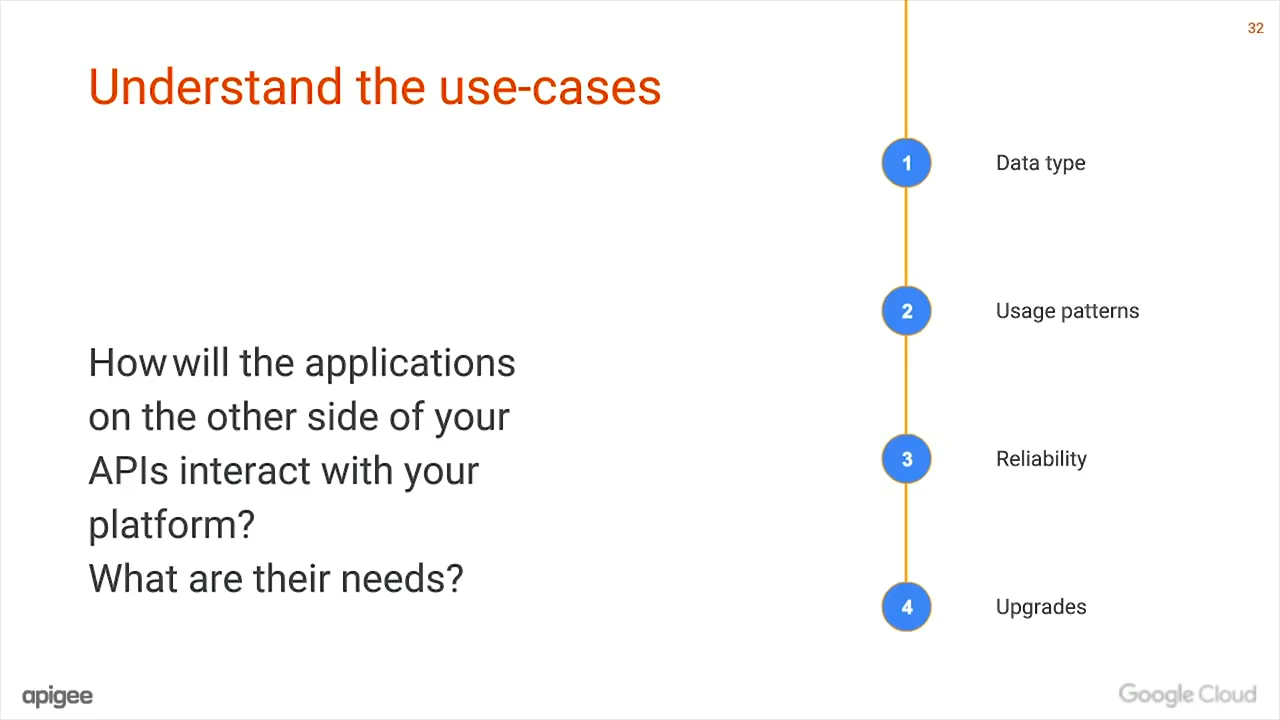 32
Understand the use-cases
How will the applications
on the other side of your
APIs interact with your
platform?
What are their needs?
1 Data type
2 Usage patterns
3 Reliability
4 Upgrades
apigee
Google Cloud